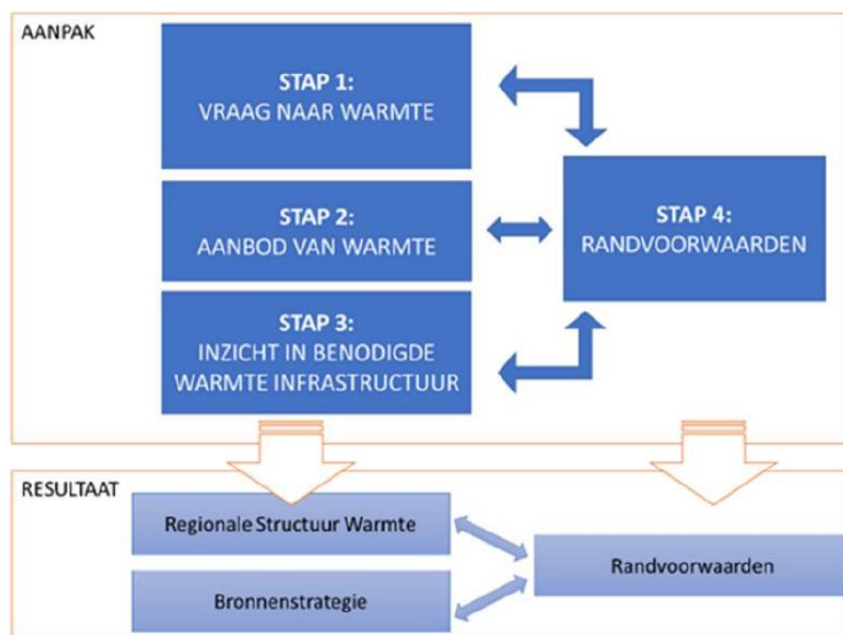 AANPAK
STAP 1:
VRAAG NAAR WARMTE
STAP 2:
AANBOD VAN WARMTE
STAP 3:
INZICHT IN BENODIGDE
WARMTE INFRASTRUCTUUR
STAP 4:
RANDVOORWAARDEN
RESULTAAT
Regionale Structuur Warmte
Bronnenstrategie
Randvoorwaarden